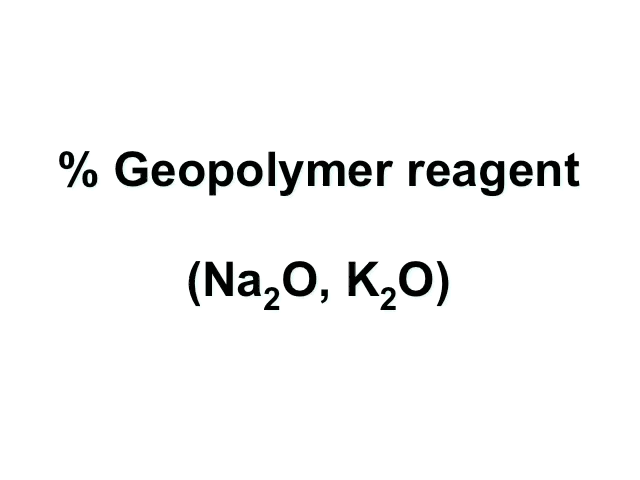 % Geopolymer reagent
(Na₂O, K₂O)